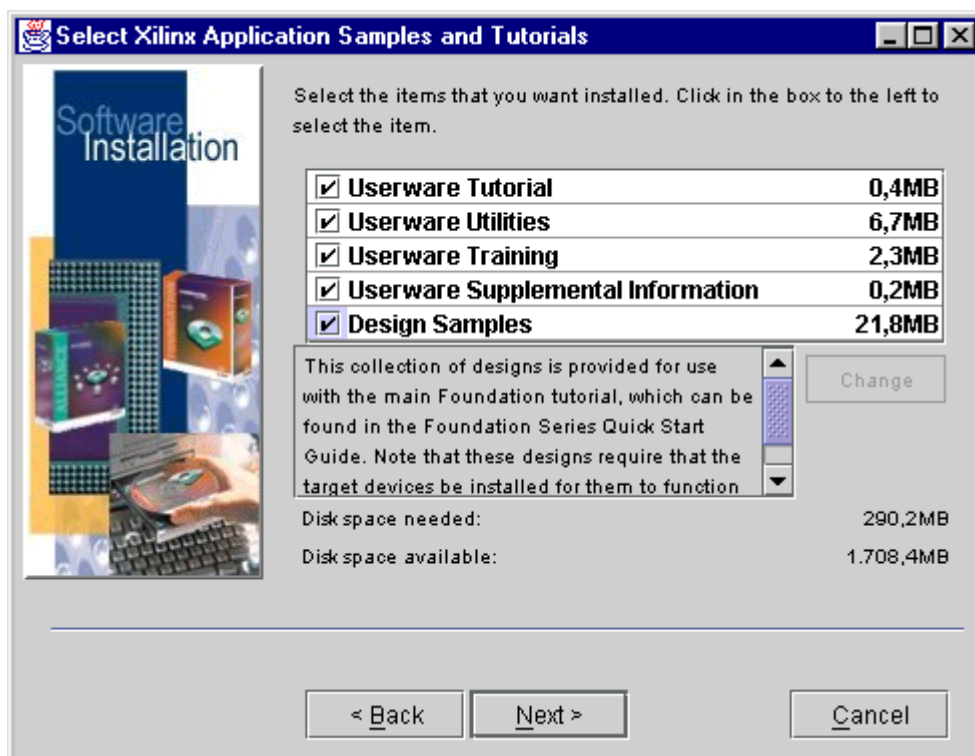 Select Xilinx Application Samples and Tutorials
Software
Installation
ALLIANCE
Select the items that you want installed. Click in the box to the left to
select the item.
Userware Tutorial 0,4MB
Userware Utilities 6,7MB
Userware Training 2,3MB
Userware Supplemental Information 0,2MB
Design Samples 21,8MB
This collection of designs is provided for use
with the main Foundation tutorial, which can be
found in the Foundation Series Quick Start
Guide. Note that these designs require that the
target devices be installed for them to function
Change
Disk space needed: 290,2MB
Disk space available: 1.708,4MB
< Back
Next >
Cancel